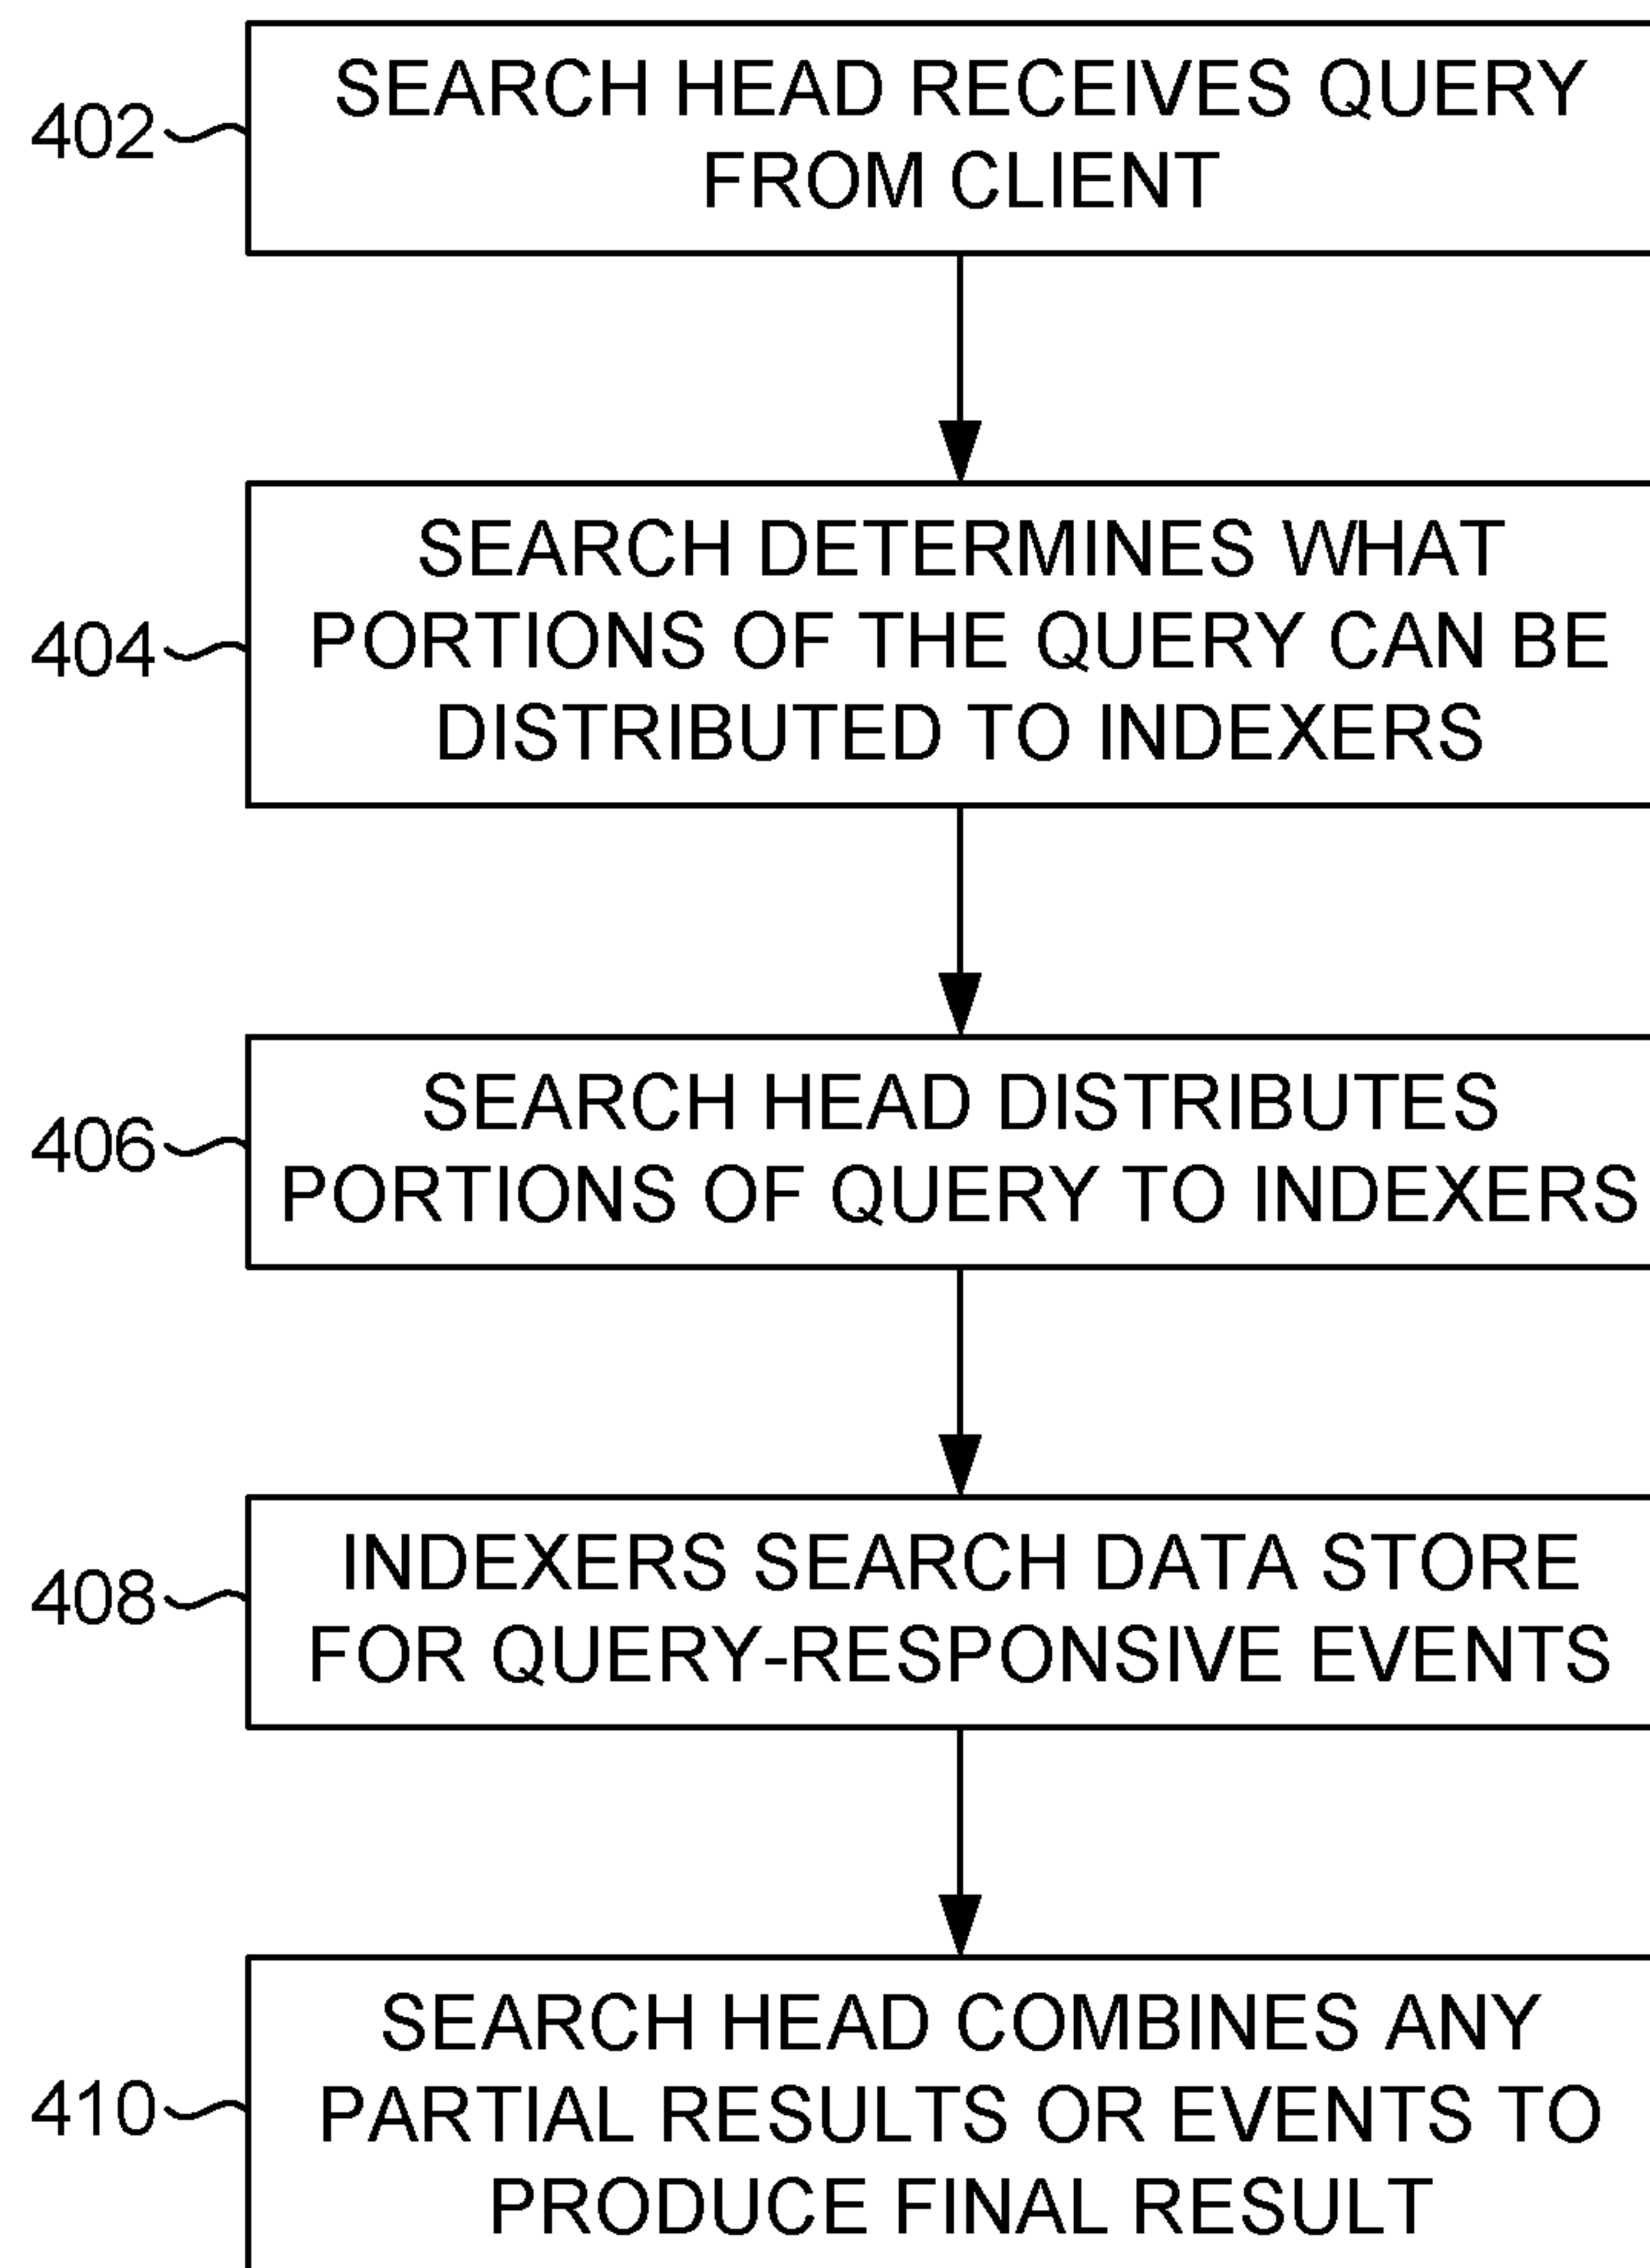 SEARCH HEAD RECEIVES QUERY
FROM CLIENT
402
SEARCH DETERMINES WHAT
PORTIONS OF THE QUERY CAN BE
DISTRIBUTED TO INDEXERS
404
SEARCH HEAD DISTRIBUTES
PORTIONS OF QUERY TO INDEXERS
406
INDEXERS SEARCH DATA STORE
FOR QUERY-RESPONSIVE EVENTS
408
SEARCH HEAD COMBINES ANY
PARTIAL RESULTS OR EVENTS TO
PRODUCE FINAL RESULT
410